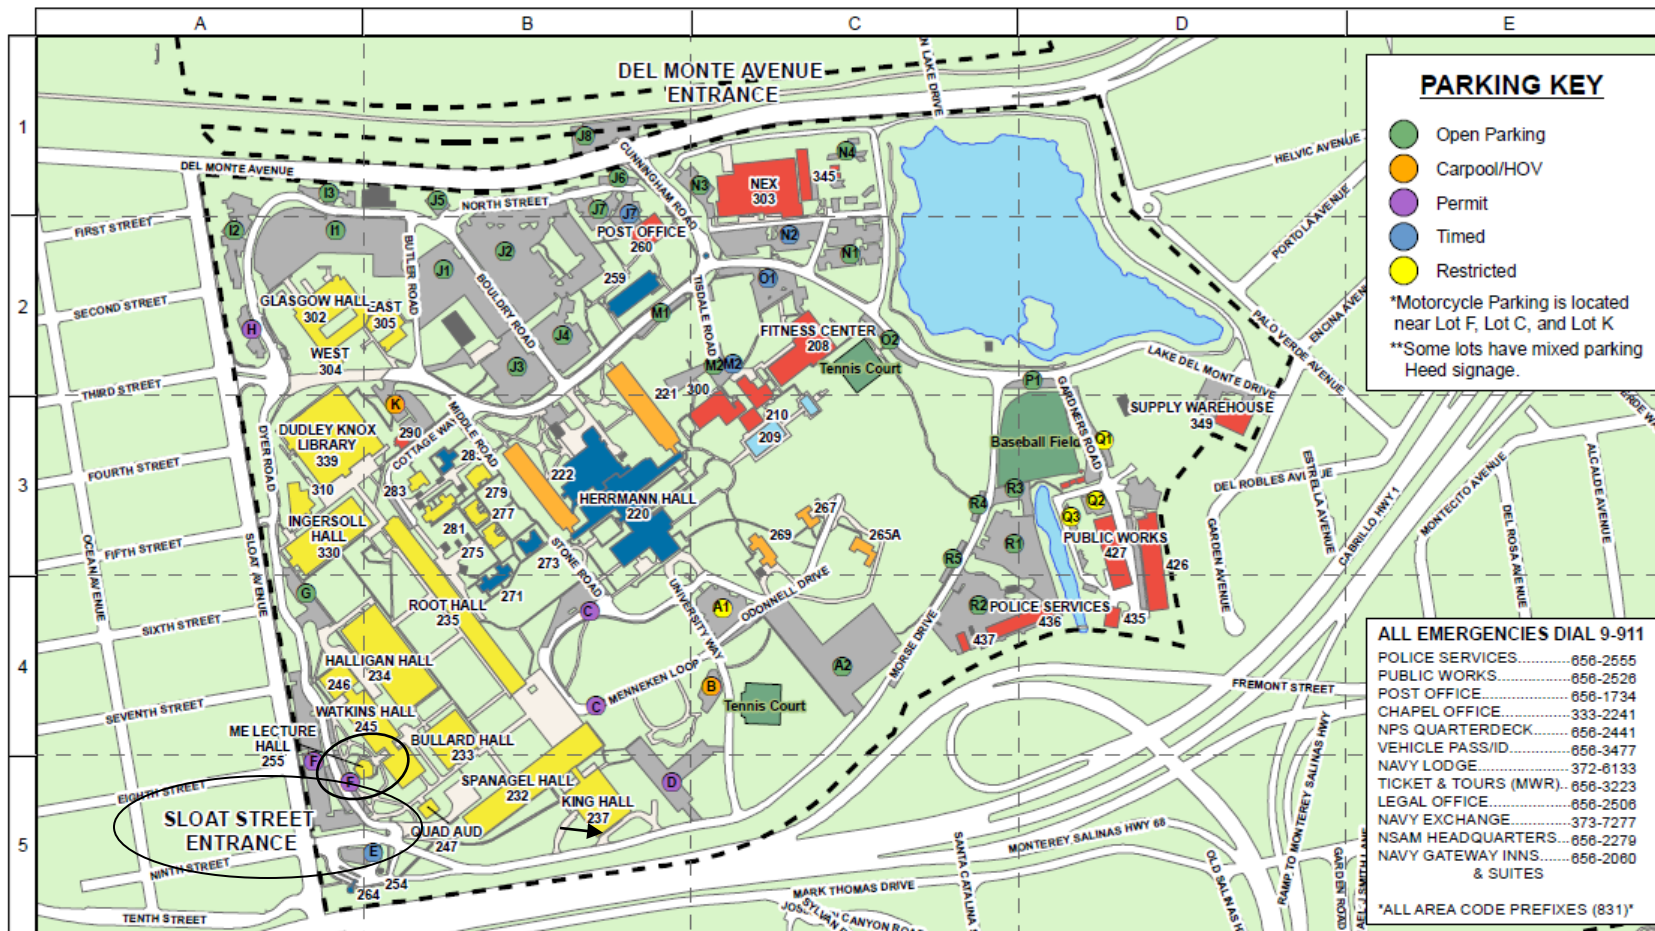 A B C D E
1
2
3
4
5
DEL MONTE AVENUE
ENTRANCE
N LAKE DRIVE
DEL MONTE AVENUE
CUNNINGHAM ROAD
HELVIC AVENUE
PORTOLA AVENUE
J8
N4
I3
J5
NORTH STREET
J6
N3
NEX
303
345
FIRST STREET
I2
I1
J7
J7
POST OFFICE
260
N2
N1
BUTLER ROAD
J1
J2
BOULDRY ROAD
259
TISDALE ROAD
O1
SECOND STREET
GLASGOW HALL
302
EAST
305
H
M1
J4
FITNESS CENTER
208
O2
PALO VERDE AVENUE
ENCINA AVEN
WEST
304
J3
M2
M2
Tennis Court
LAKE DEL MONTE DRIVE
THIRD STREET
K
221
300
P1
GARDNERS ROAD
SUPPLY WAREHOUSE
349
DUDLEY KNOX
LIBRARY
339
290
COTTAGE WAY
MIDDLE ROAD
210
209
Baseball Field
Q1
DYER ROAD
FOURTH STREET
283
279
277
222
HERRMANN HALL
220
DEL ROBLES AVENUE
ESTRELLA AVENUE
ALCALDE AVENUE
310
INGERSOLL
HALL
330
281
275
273
267
269
265A
R4
R3
Q2
Q3
PUBLIC WORKS
427
426
GARDEN AVENUE
CABRILLO HWY 1
MONTECITO AVENUE
DEL ROSA AVENUE
OCEAN AVENUE
FIFTH STREET
SLOAT AVENUE
STONE ROAD
R5
R1
G
ROOT HALL
235
271
C
UNIVERSITY WAY
A1
ODONNELL DRIVE
R2
POLICE SERVICES
436
435
437
SIXTH STREET
HALLIGAN HALL
234
246
MENNEKEN LOOP
B
A2
MORSE DRIVE
FREMONT STREET
SEVENTH STREET
WATKINS HALL
245
C
Tennis Court
ME LECTURE
HALL
255
BULLARD HALL
233
F
F
EIGHTH STREET
SPANAGEL HALL
232
KING HALL
237
D
SLOAT STREET
ENTRANCE
QUAD AUD
247
E
NINTH STREET
254
264
TENTH STREET
MARK THOMAS DRIVE
MONTEREY SALINAS HWY 68
SANTA CATALINA
CANYON ROAD
OLD SALINAS H
RAMP TO MONTEREY SALINAS HWY
GARDEN ROAD
PARKING KEY
Open Parking
Carpool/HOV
Permit
Timed
Restricted
*Motorcycle Parking is located
near Lot F, Lot C, and Lot K
**Some lots have mixed parking
Heed signage.
ALL EMERGENCIES DIAL 9-911
POLICE SERVICES............656-2555
PUBLIC WORKS................656-2526
POST OFFICE...................656-1734
CHAPEL OFFICE..............333-2241
NPS QUARTERDECK.......656-2441
VEHICLE PASS/ID............656-3477
NAVY LODGE..................372-6133
TICKET & TOURS (MWR)..656-3223
LEGAL OFFICE.................656-2506
NAVY EXCHANGE............373-7277
NSAM HEADQUARTERS...656-2279
NAVY GATEWAY INNS.....656-2060
& SUITES
*ALL AREA CODE PREFIXES (831)*